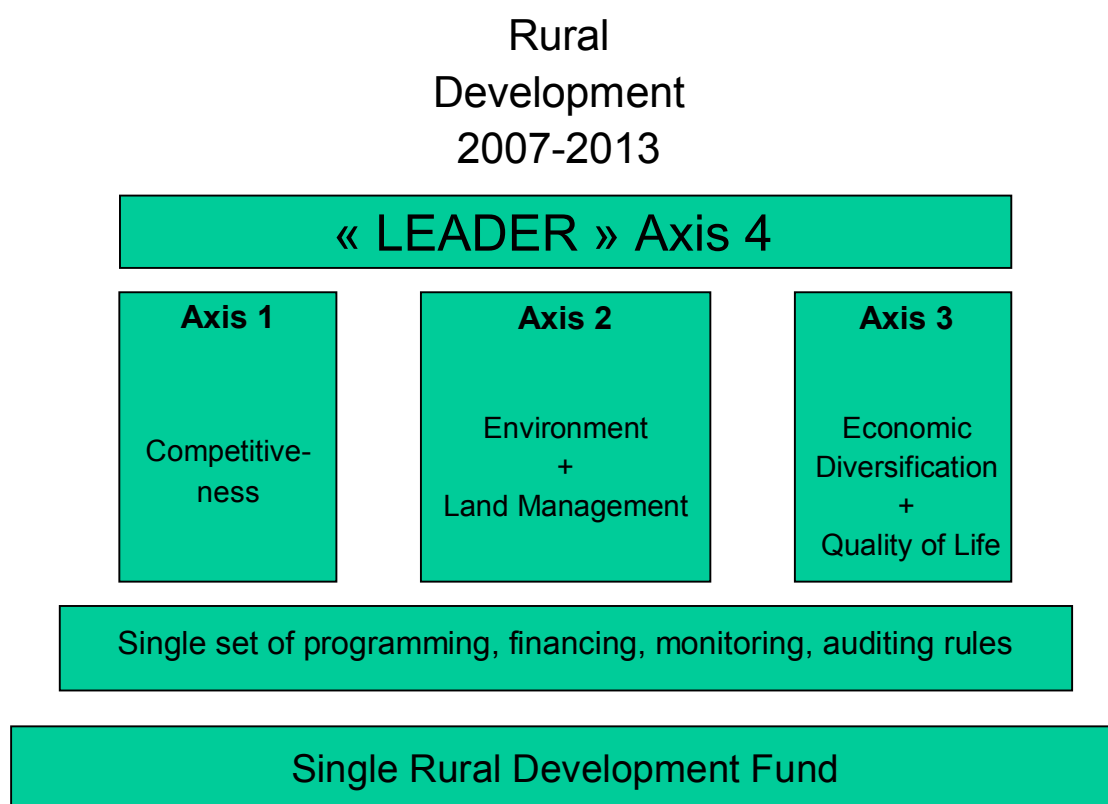 Rural
Development
2007-2013
« LEADER » Axis 4
Axis 1
Competitive-
ness
Axis 2
Environment
+
Land Management
Axis 3
Economic
Diversification
+
Quality of Life
Single set of programming, financing, monitoring, auditing rules
Single Rural Development Fund